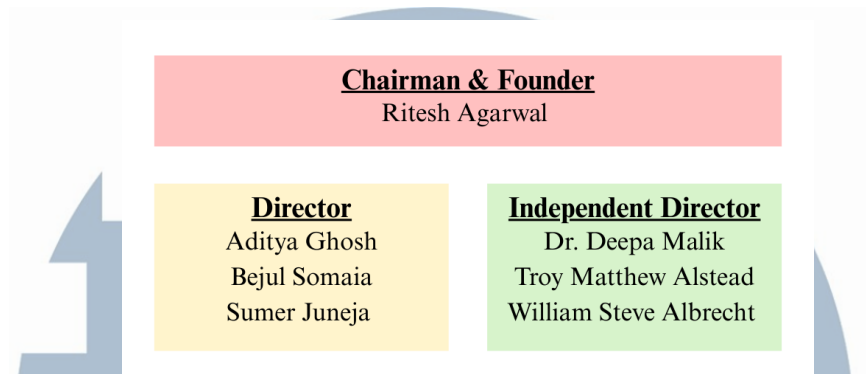 Chairman & Founder
Ritesh Agarwal
Director
Aditya Ghosh
Bejul Somaia
Sumer Juneja
Independent Director
Dr. Deepa Malik
Troy Matthew Alstead
William Steve Albrecht